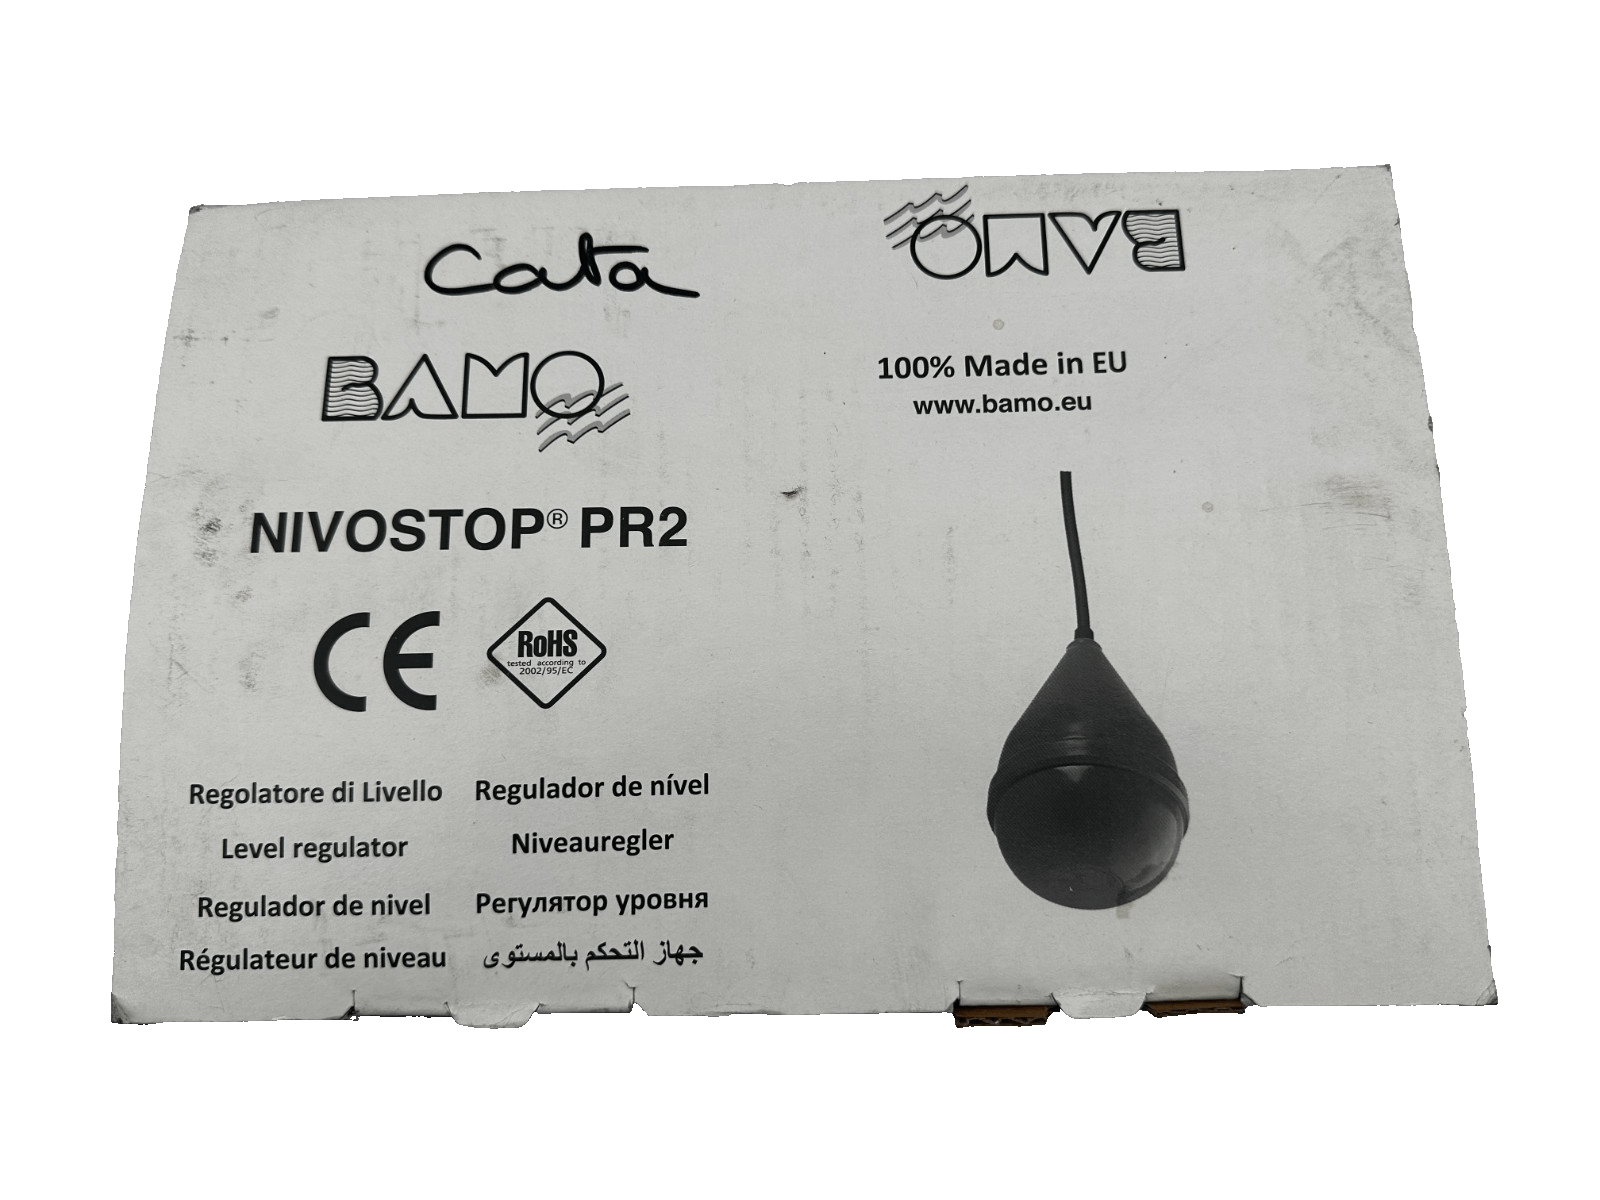 Cata
BAMO
NIVOSTOP® PR2
CE
RoHS
tested according to
2002/95/EC
Regolatore di Livello
Regulador de nível
Level regulator
Niveauregler
Regulador de nivel
Регулятор уровня
Régulateur de niveau
جهاز التحكم بالمستوى
BAMO
100% Made in EU
www.bamo.eu